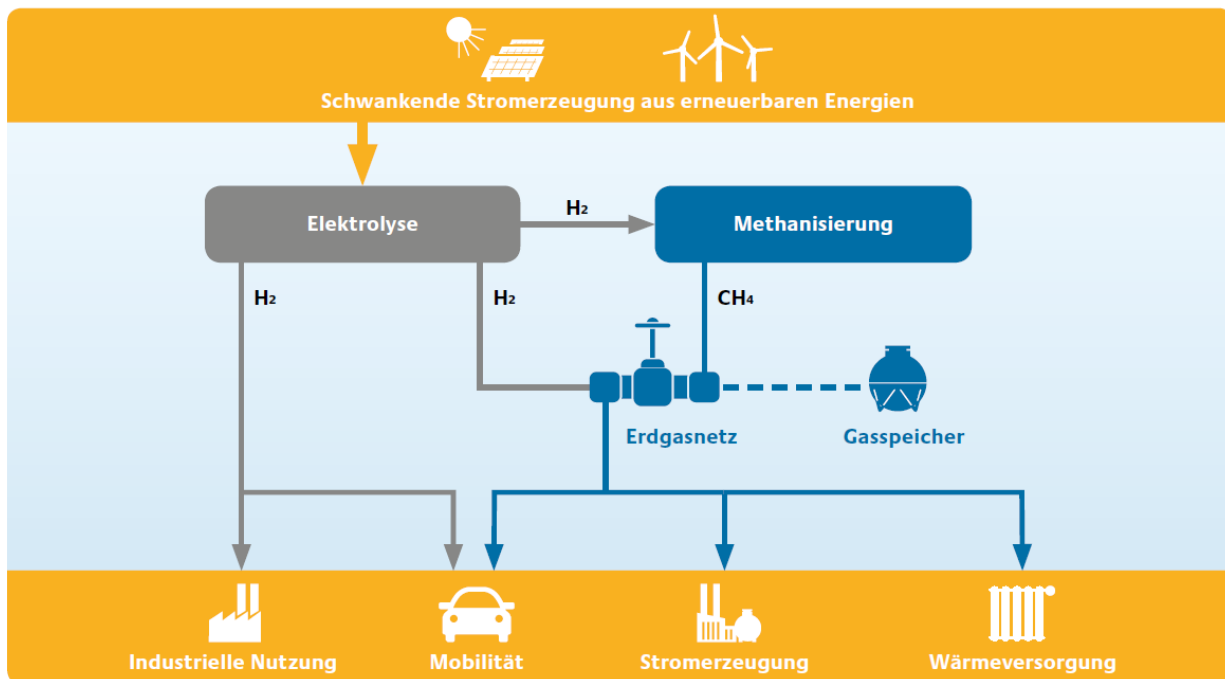 Schwankende Stromerzeugung aus erneuerbaren Energien
Elektrolyse
H₂
Methanisierung
H₂
H₂
CH₄
Erdgasnetz
Gasspeicher
Industrielle Nutzung
Mobilität
Stromerzeugung
Wärmeversorgung